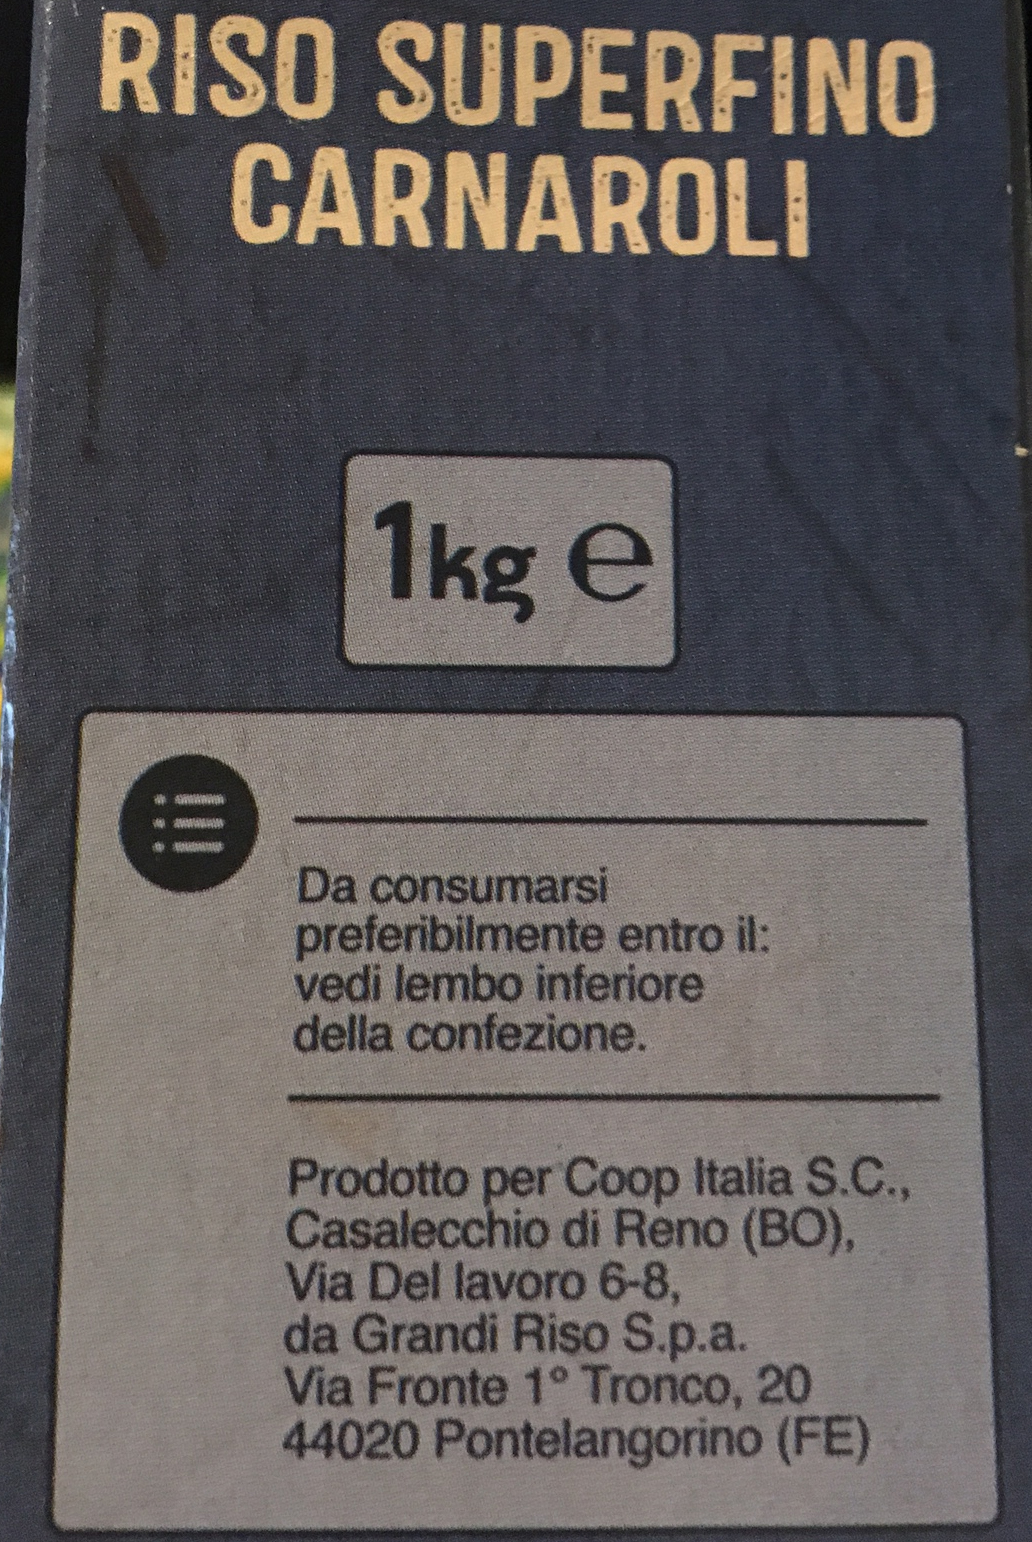 RISO SUPERFINO
CARNAROLI
1kg e
Da consumarsi
preferibilmente entro il:
vedi lembo inferiore
della confezione.
Prodotto per Coop Italia S.C.,
Casalecchio di Reno (BO),
Via Del lavoro 6-8,
da Grandi Riso S.p.a.
Via Fronte 1° Tronco, 20
44020 Pontelangorino (FE)